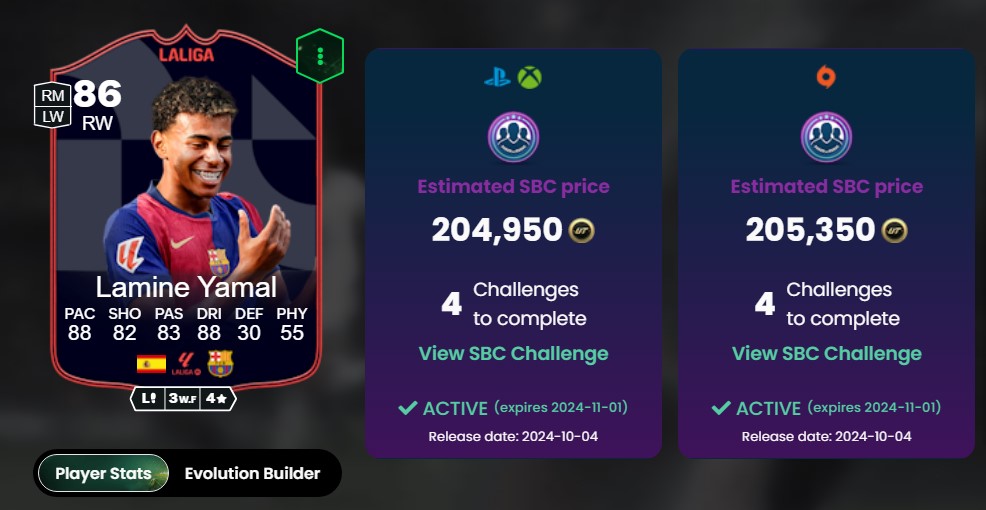 LALIGA
RM
LW
86
RW
Lamine Yamal
PAC SHO PAS DRI DEF PHY
88 82 83 88 30 55
LALIGA
L 3W.F 4★
Player Stats
Evolution Builder
Estimated SBC price
204,950 UT
4 Challenges
to complete
View SBC Challenge
ACTIVE (expires 2024-11-01)
Release date: 2024-10-04
Estimated SBC price
205,350 UT
4 Challenges
to complete
View SBC Challenge
ACTIVE (expires 2024-11-01)
Release date: 2024-10-04